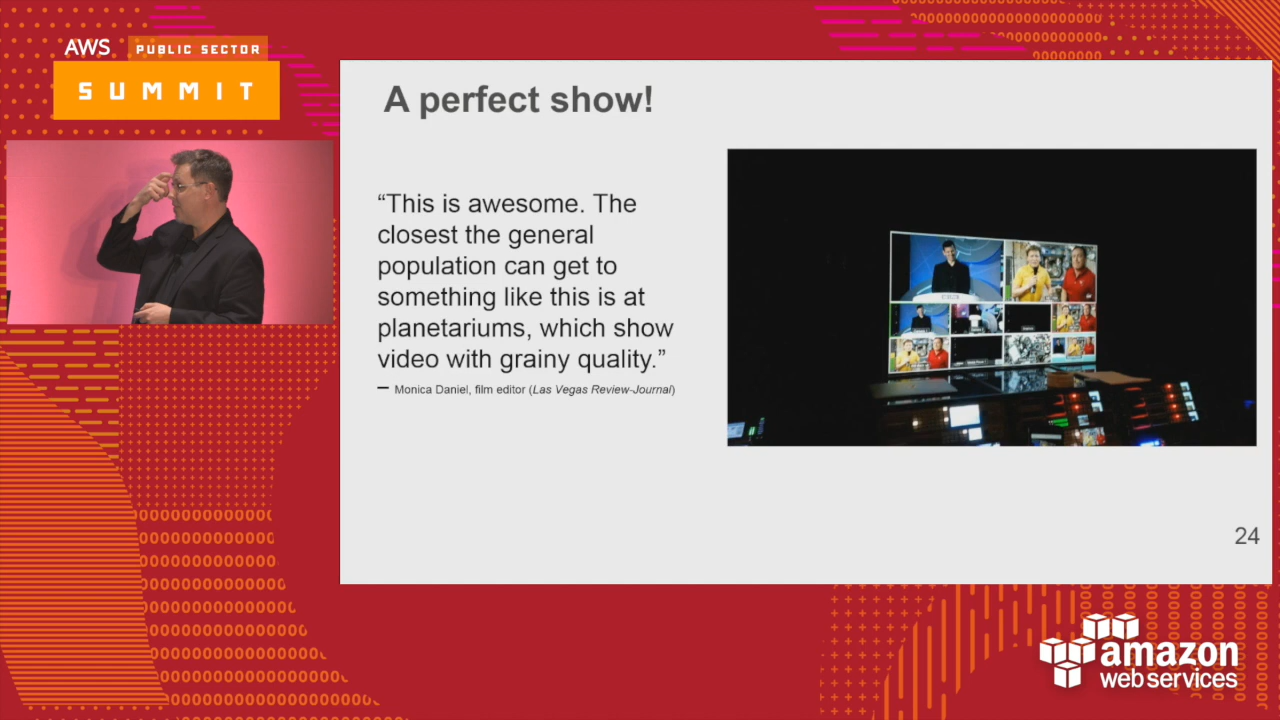 AWS PUBLIC SECTOR
SUMMIT
A perfect show!
“This is awesome. The
closest the general
population can get to
something like this is at
planetariums, which show
video with grainy quality.”
— Monica Daniel, film editor (Las Vegas Review-Journal)
24
amazon
web services